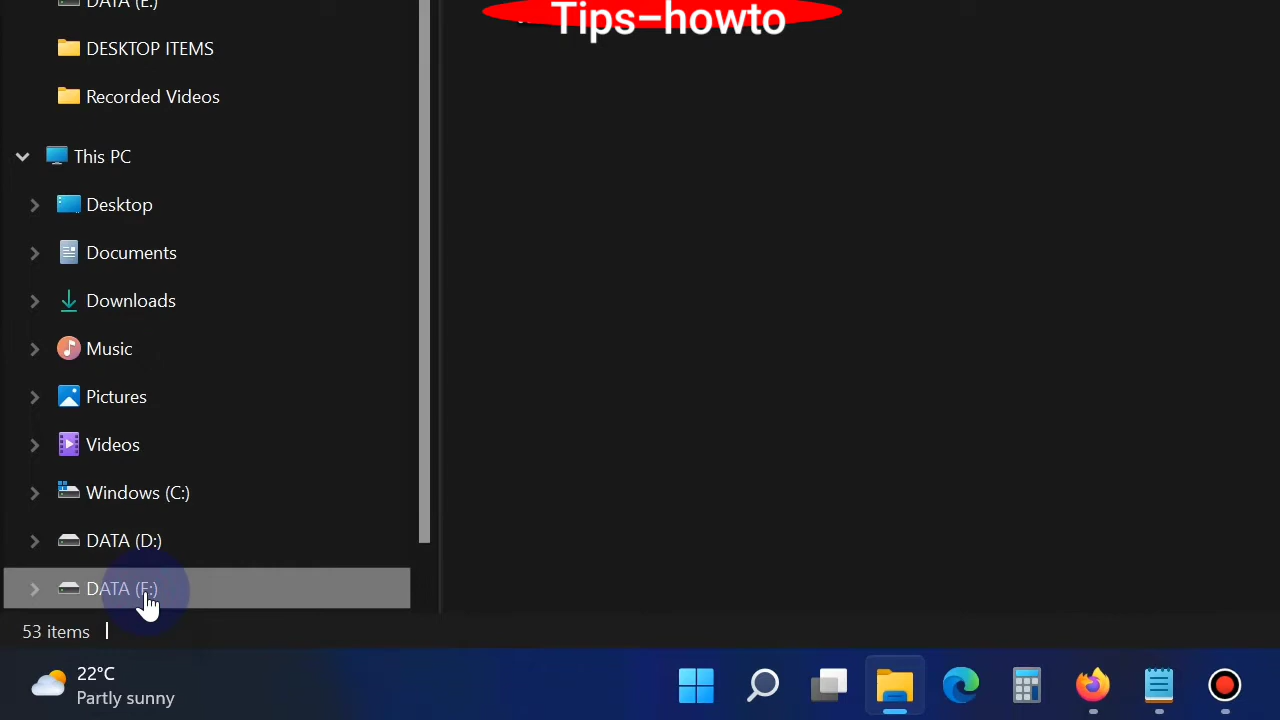 DATA (E:)
Tips-howto
DESKTOP ITEMS
Recorded Videos
This PC
Desktop
Documents
Downloads
Music
Pictures
Videos
Windows (C:)
DATA (D:)
DATA (E:)
53 items
22°C
Partly sunny